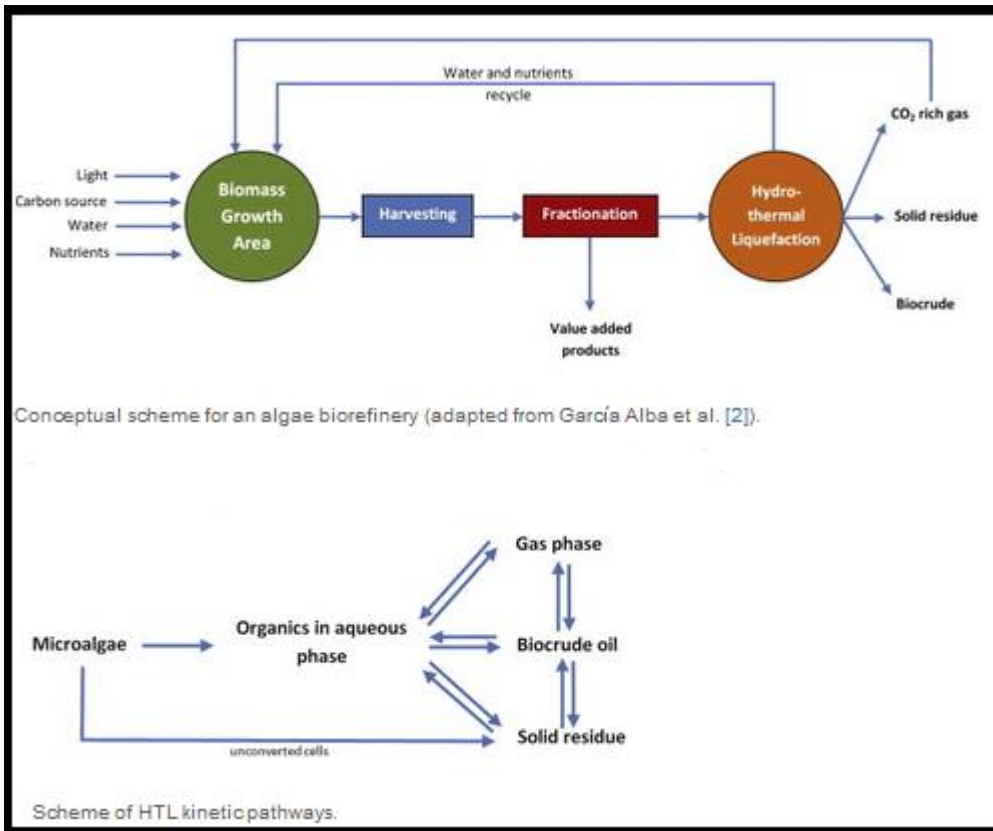 Water and nutrients
recycle
CO₂ rich gas
Light
Carbon source
Water
Nutrients
Biomass
Growth
Area
Harvesting
Fractionation
Hydro-
thermal
Liquefaction
Solid residue
Biocrude
Value added
products
Conceptual scheme for an algae biorefinery (adapted from García Alba et al. [2]).
Gas phase
Microalgae
Organics in aqueous
phase
Biocrude oil
Solid residue
unconverted cells
Scheme of HTL kinetic pathways.